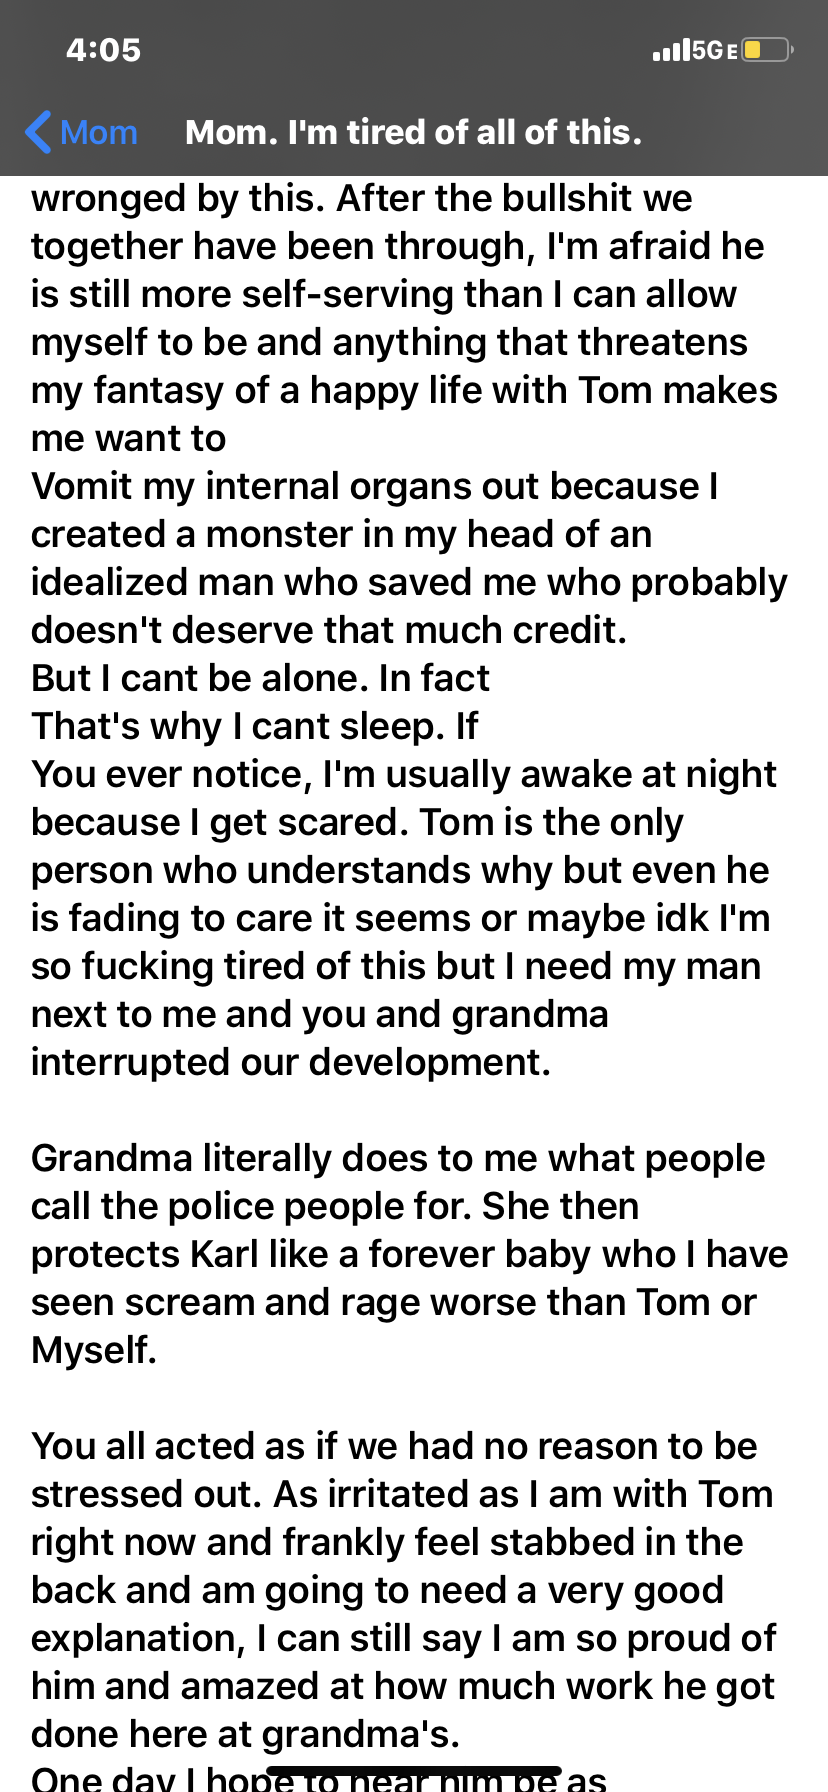 4:05
5GE
Mom
Mom. I'm tired of all of this.
wronged by this. After the bullshit we
together have been through, I'm afraid he
is still more self-serving than I can allow
myself to be and anything that threatens
my fantasy of a happy life with Tom makes
me want to
Vomit my internal organs out because I
created a monster in my head of an
idealized man who saved me who probably
doesn't deserve that much credit.
But I cant be alone. In fact
That's why I cant sleep. If
You ever notice, I'm usually awake at night
because I get scared. Tom is the only
person who understands why but even he
is fading to care it seems or maybe idk I'm
so fucking tired of this but I need my man
next to me and you and grandma
interrupted our development.
Grandma literally does to me what people
call the police people for. She then
protects Karl like a forever baby who I have
seen scream and rage worse than Tom or
Myself.
You all acted as if we had no reason to be
stressed out. As irritated as I am with Tom
right now and frankly feel stabbed in the
back and am going to need a very good
explanation, I can still say I am so proud of
him and amazed at how much work he got
done here at grandma's.
One day I hope to hear him be as